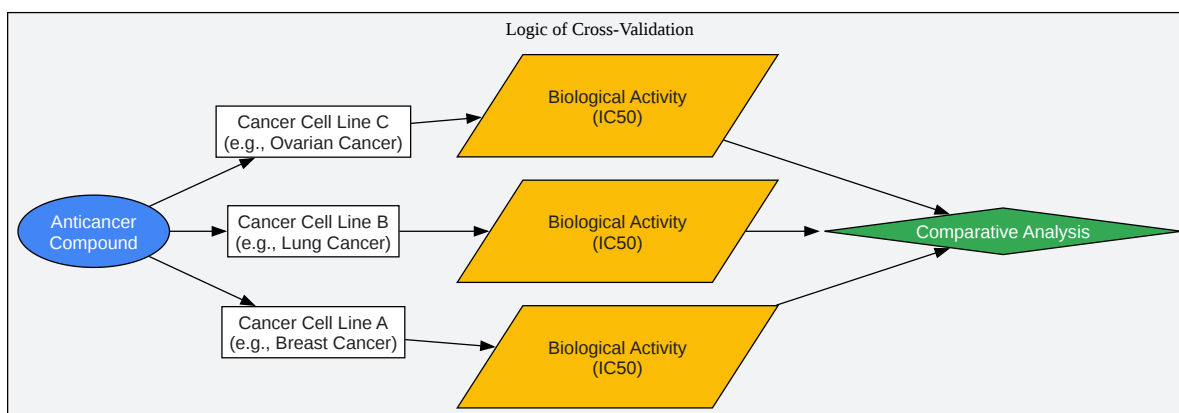 Logic of Cross-Validation
Cancer Cell Line C
(e.g., Ovarian Cancer)
Biological Activity
(IC50)
Anticancer
Compound
Cancer Cell Line B
(e.g., Lung Cancer)
Biological Activity
(IC50)
Comparative Analysis
Cancer Cell Line A
(e.g., Breast Cancer)
Biological Activity
(IC50)